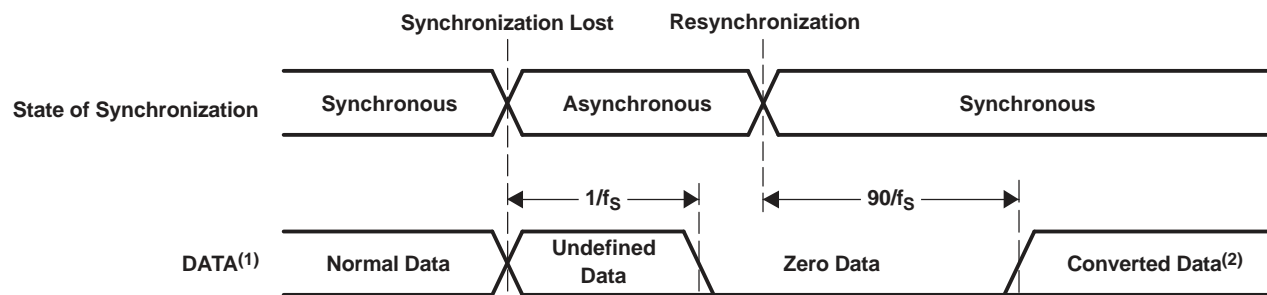 Synchronization Lost
Resynchronization
State of Synchronization
Synchronous
Asynchronous
Synchronous
1/fS
90/fS
DATA(1)
Normal Data
Undefined
Data
Zero Data
Converted Data(2)